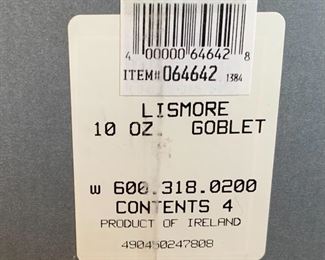 4 00000 64642 8
ITEM# 064642 1384
LISMORE
10 OZ. GOBLET
W 600.318.0200
CONTENTS 4
PRODUCT OF IRELAND
490450247808